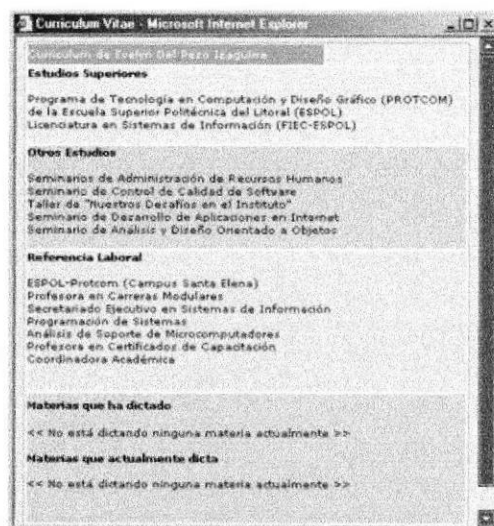 Curriculum Vitae - Microsoft Internet Explorer
Curriculum de Evelyn Del Pezo Izaguirre
Estudios Superiores
Programa de Tecnología en Computación y Diseño Gráfico (PROTCOM)
de la Escuela Superior Politécnica del Litoral (ESPOL)
Licenciatura en Sistemas de Información (FIEC-ESPOL)
Otros Estudios
Seminarios de Administración de Recursos Humanos
Seminario de Control de Calidad de Software
Taller de "Nuestros Desafíos en el Instituto"
Seminario de Desarrollo de Aplicaciones en Internet
Seminario de Análisis y Diseño Orientado a Objetos
Referencia Laboral
ESPOL-Protcom (Campus Santa Elena)
Profesora en Carreras Modulares
Secretariado Ejecutivo en Sistemas de Información
Programación de Sistemas
Análisis de Soporte de Microcomputadores
Profesora en Certificados de Capacitación
Coordinadora Académica
Materias que ha dictado
<< No está dictando ninguna materia actualmente >>
Materias que actualmente dicta
<< No está dictando ninguna materia actualmente >>